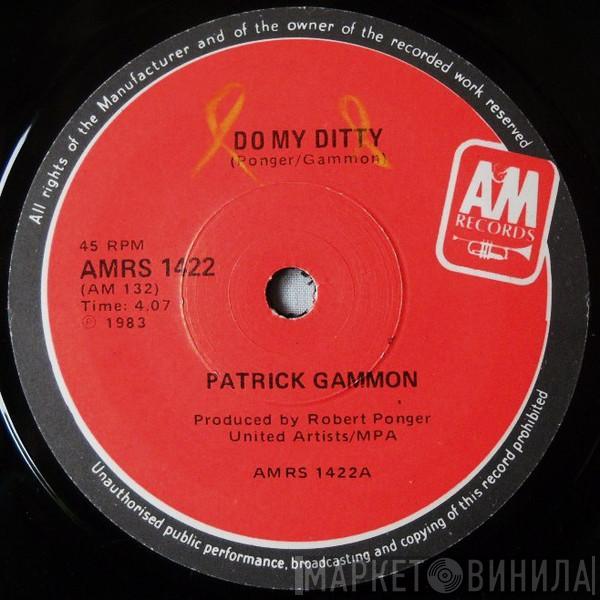 All rights of the Manufacturer and of the owner of the recorded work reserved
DO MY DITTY
(Ponger/Gammon)
A&M
RECORDS
45 RPM
AMRS 1422
(AM 132)
Time: 4.07
℗ 1983
PATRICK GAMMON
Produced by Robert Ponger
United Artists/MPA
AMRS 1422A
Unauthorised public performance, broadcasting and copying of this record prohibited
МАРКЕТ ВИНИЛА